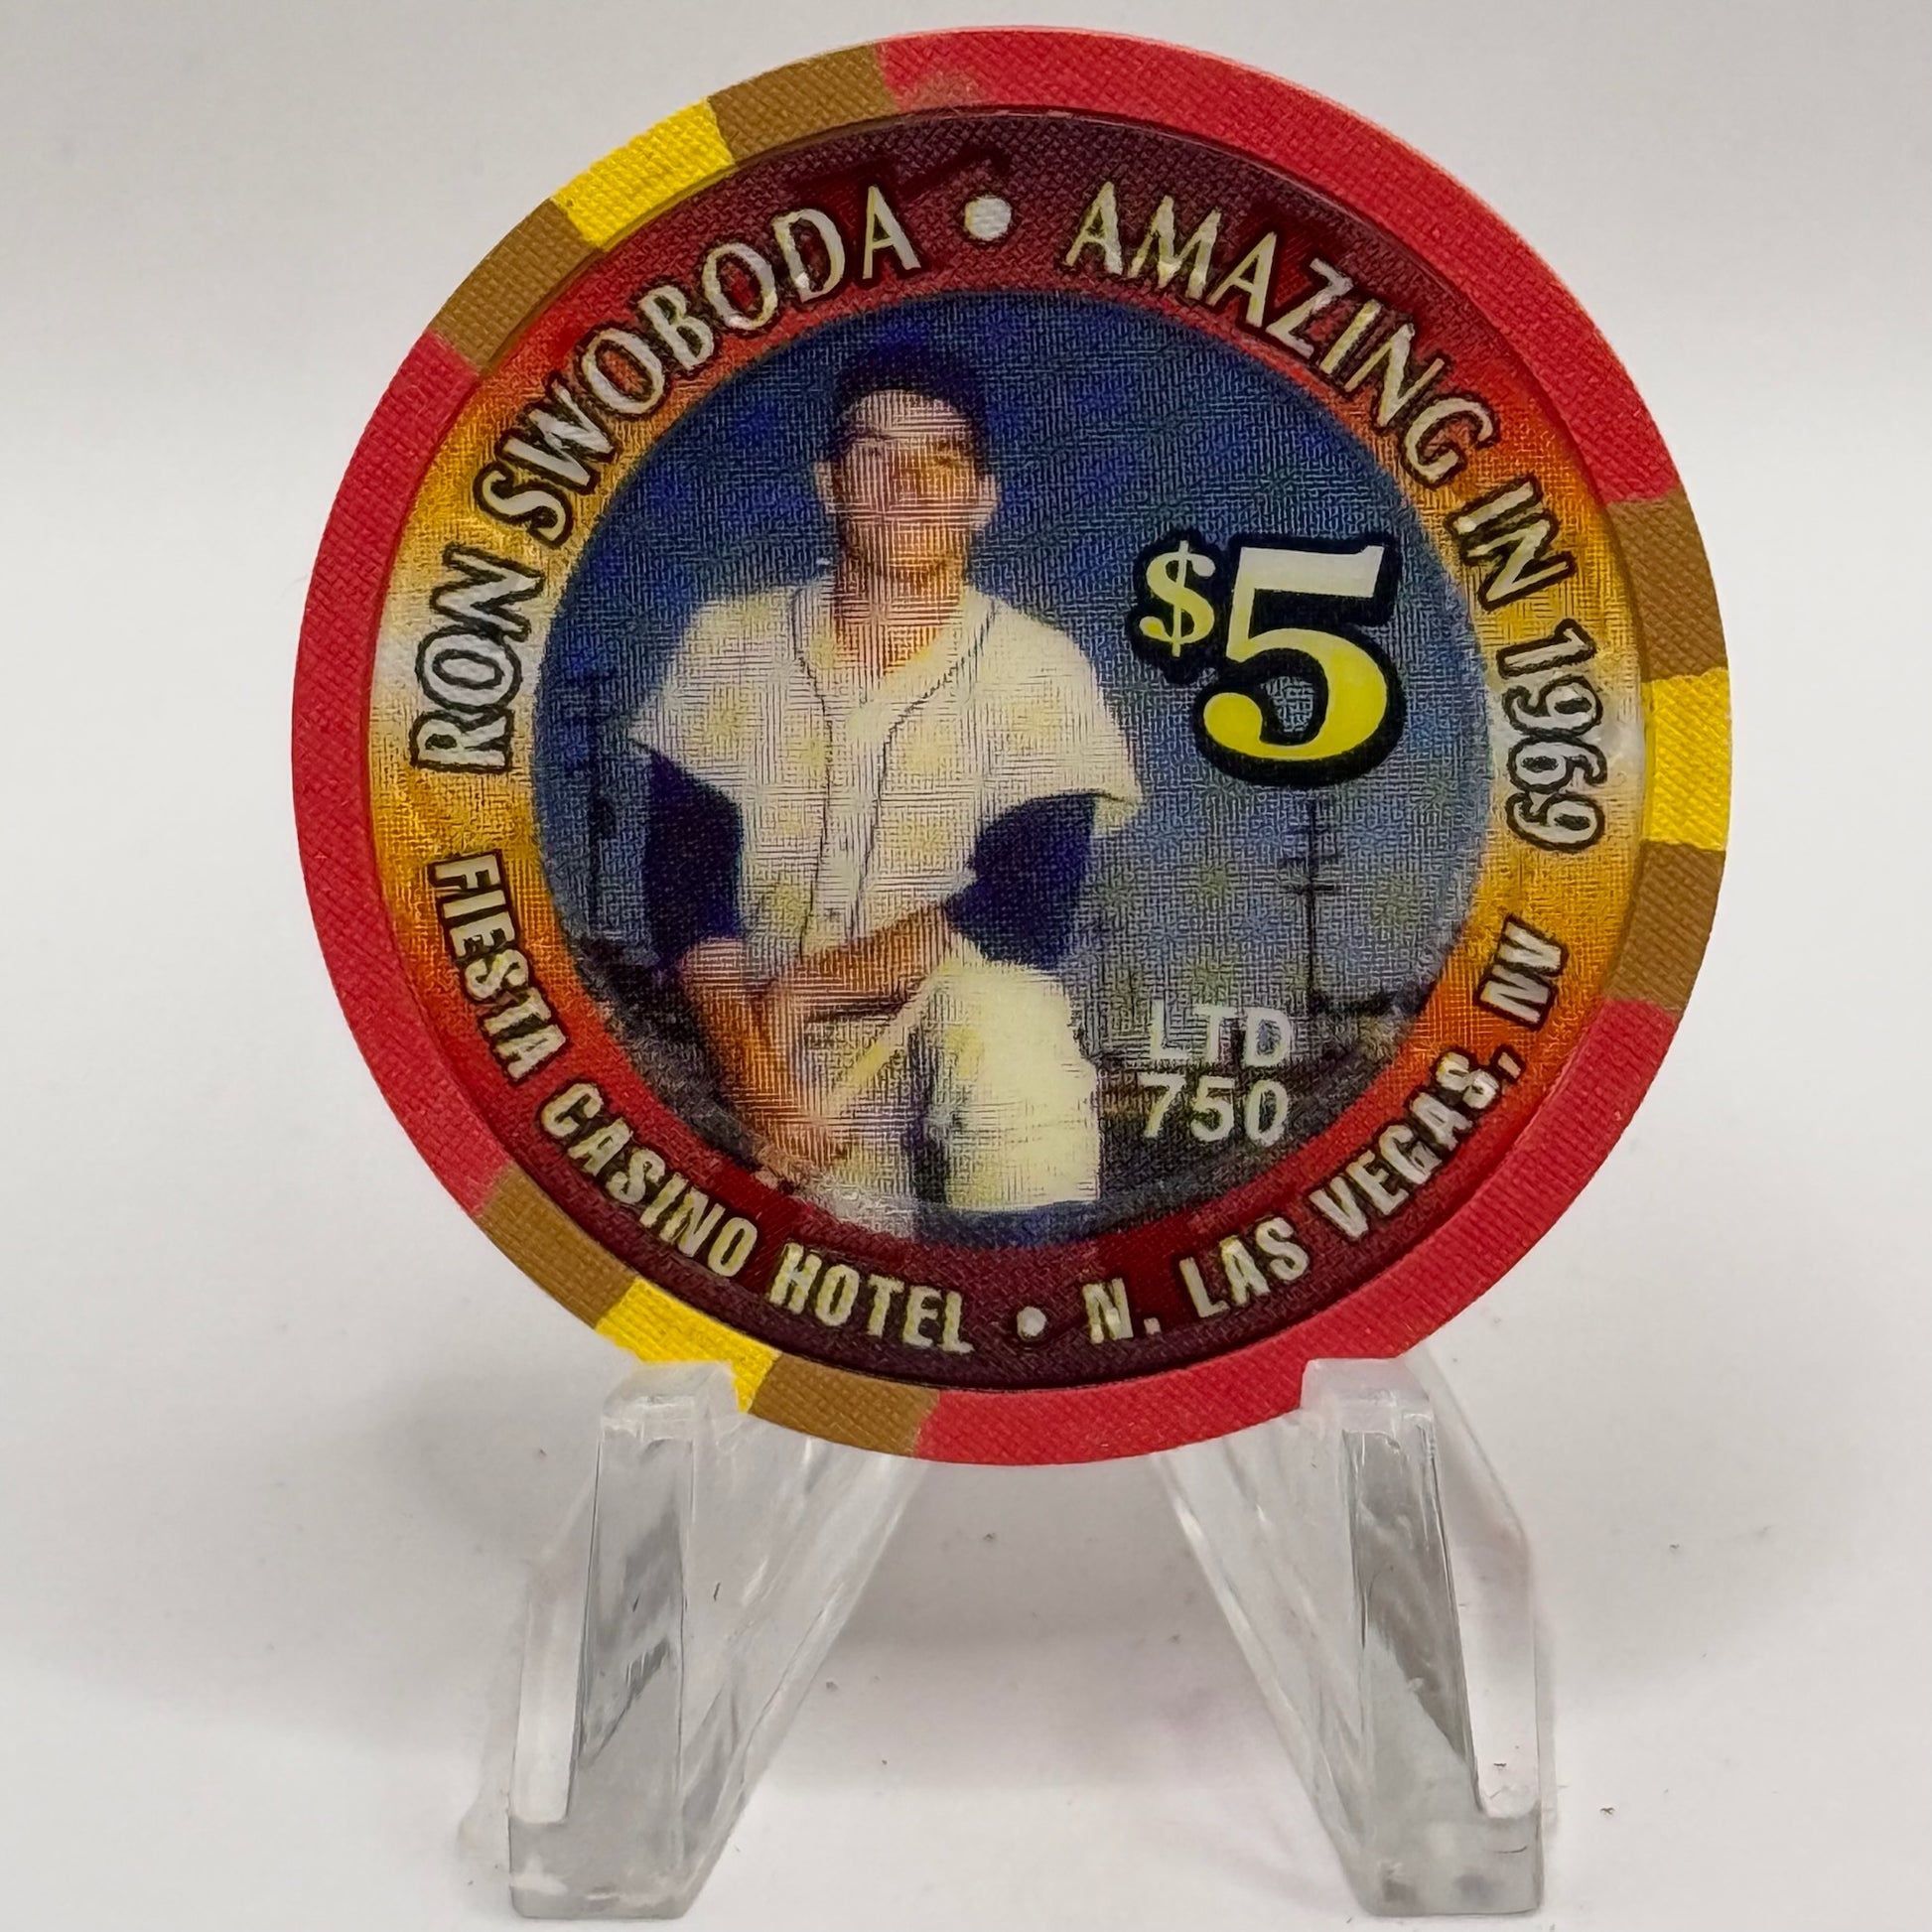 RON SWOBODA • AMAZING IN 1969
$5
LTD
750
FIESTA CASINO HOTEL • N. LAS VEGAS, NV